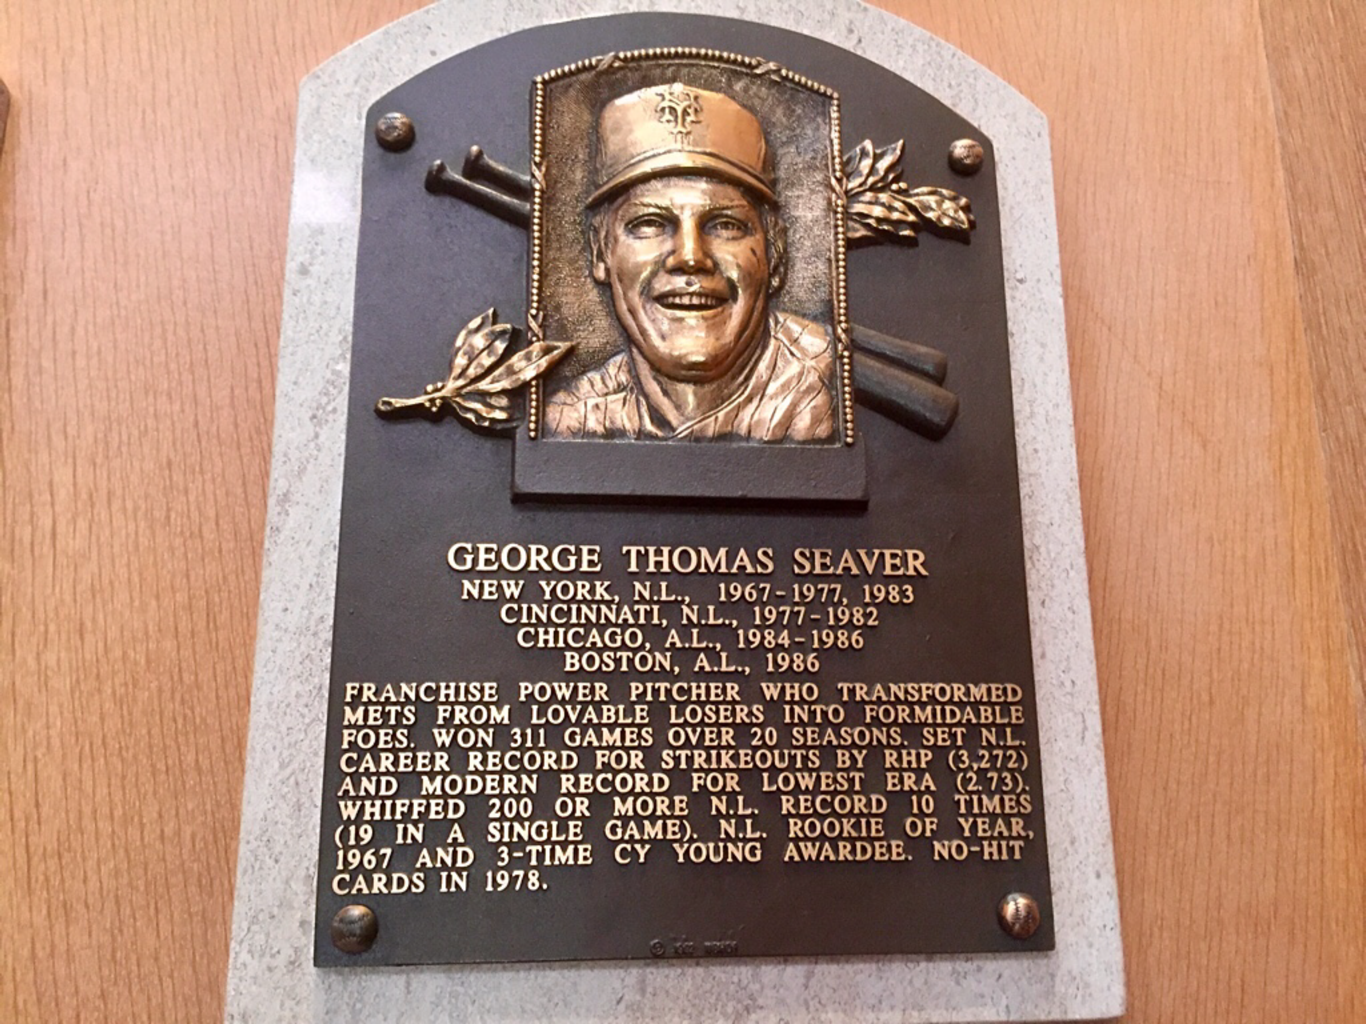 NY
GEORGE THOMAS SEAVER
NEW YORK, N.L., 1967-1977, 1983
CINCINNATI, N.L., 1977-1982
CHICAGO, A.L., 1984-1986
BOSTON, A.L., 1986
FRANCHISE POWER PITCHER WHO TRANSFORMED
METS FROM LOVABLE LOSERS INTO FORMIDABLE
FOES. WON 311 GAMES OVER 20 SEASONS. SET N.L.
CAREER RECORD FOR STRIKEOUTS BY RHP (3,272)
AND MODERN RECORD FOR LOWEST ERA (2.73).
WHIFFED 200 OR MORE N.L. RECORD 10 TIMES
(19 IN A SINGLE GAME). N.L. ROOKIE OF YEAR,
1967 AND 3-TIME CY YOUNG AWARDEE. NO-HIT
CARDS IN 1978.